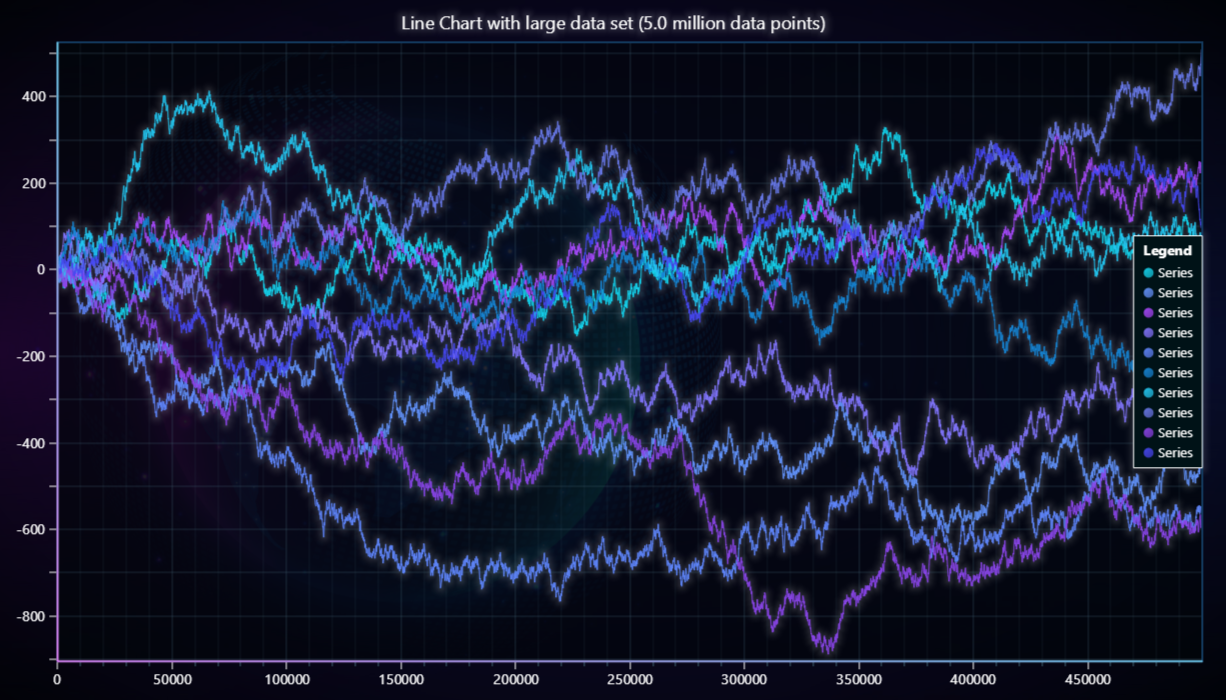 Line Chart with large data set (5.0 million data points)
400
200
0
-200
-400
-600
-800
Legend
Series
Series
Series
Series
Series
Series
Series
Series
Series
Series
0 50000 100000 150000 200000 250000 300000 350000 400000 450000